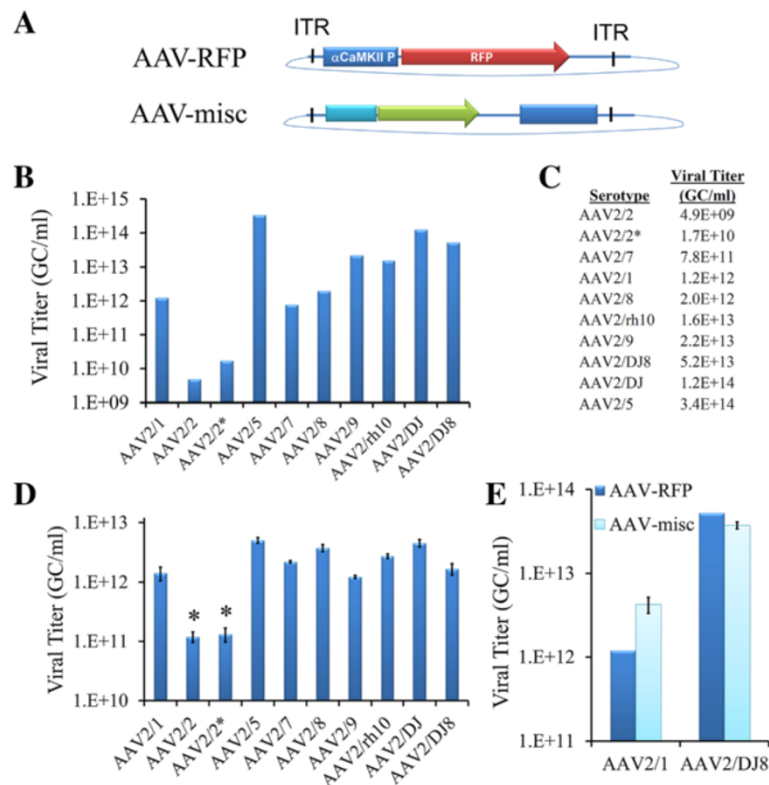 A
ITR
ITR
AAV-RFP
αCaMKII P
RFP
AAV-misc
B
Viral Titer (GC/ml)
1.E+15
1.E+14
1.E+13
1.E+12
1.E+11
1.E+10
1.E+09
AAV2/1
AAV2/2
AAV2/2*
AAV2/5
AAV2/7
AAV2/8
AAV2/9
AAV2/rh10
AAV2/DJ
AAV2/DJ8
C
Viral Titer
Serotype (GC/ml)
AAV2/2 4.9E+09
AAV2/2* 1.7E+10
AAV2/7 7.8E+11
AAV2/1 1.2E+12
AAV2/8 2.0E+12
AAV2/rh10 1.6E+13
AAV2/9 2.2E+13
AAV2/DJ8 5.2E+13
AAV2/DJ 1.2E+14
AAV2/5 3.4E+14
D
Viral Titer (GC/ml)
1.E+13
1.E+12
1.E+11
1.E+10
* *
AAV2/1
AAV2/2
AAV2/2*
AAV2/5
AAV2/7
AAV2/8
AAV2/9
AAV2/rh10
AAV2/DJ
AAV2/DJ8
E
Viral Titer (GC/ml)
1.E+14
1.E+13
1.E+12
1.E+11
AAV-RFP
AAV-misc
AAV2/1
AAV2/DJ8